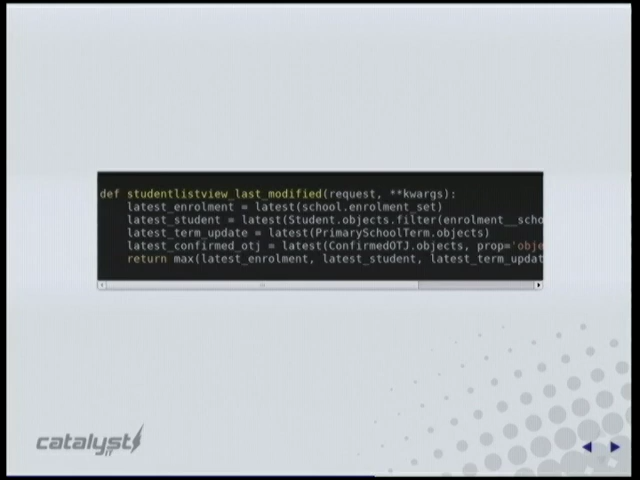 def studentlistview_last_modified(request, **kwargs):
    latest_enrolment = latest(school.enrolment_set)
    latest_student = latest(Student.objects.filter(enrolment__scho
    latest_term_update = latest(PrimarySchoolTerm.objects)
    latest_confirmed_otj = latest(ConfirmedOTJ.objects, prop='obje
    return max(latest_enrolment, latest_student, latest_term_updat
catalyst
IT